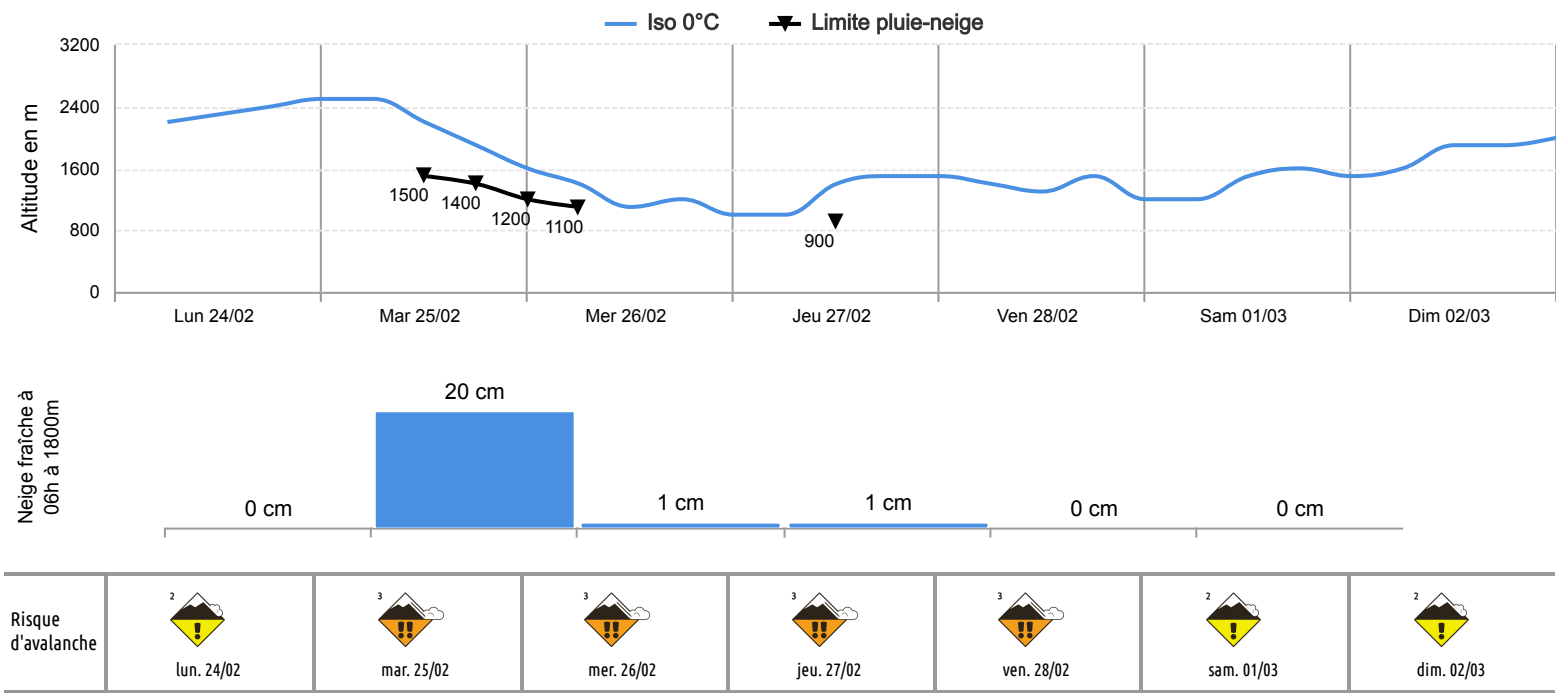 Iso 0°C Limite pluie-neige
3200
2400
1600
800
0
Altitude en m
1500
1400
1200
1100
900
Lun 24/02 Mar 25/02 Mer 26/02 Jeu 27/02 Ven 28/02 Sam 01/03 Dim 02/03
Neige fraîche à
06h à 1800m
0 cm 20 cm 1 cm 1 cm 0 cm 0 cm
Risque
d'avalanche
2 3 3 3 3 2 2
! !! !! !! !! ! !
lun. 24/02 mar. 25/02 mer. 26/02 jeu. 27/02 ven. 28/02 sam. 01/03 dim. 02/03